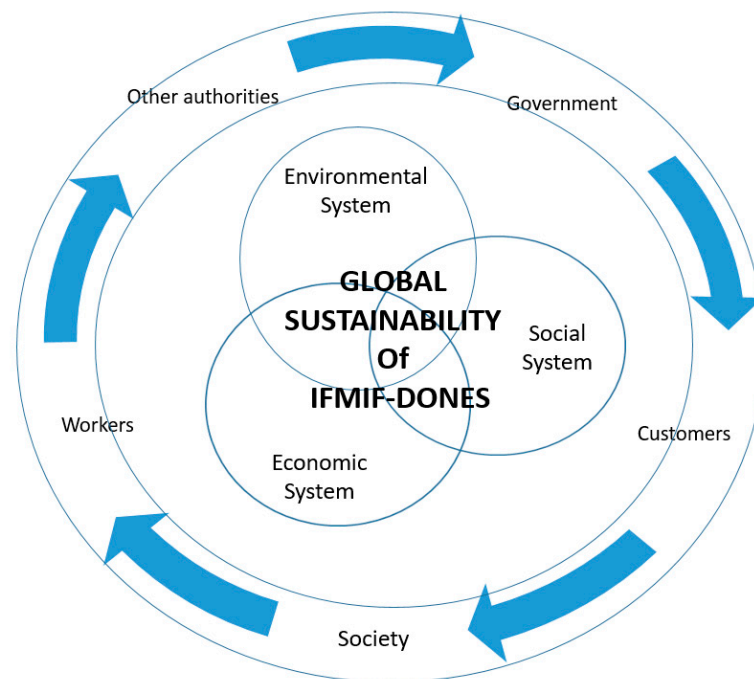 Other authorities
Government
Environmental
System
GLOBAL
SUSTAINABILITY
Of
IFMIF-DONES
Social
System
Workers
Customers
Economic
System
Society